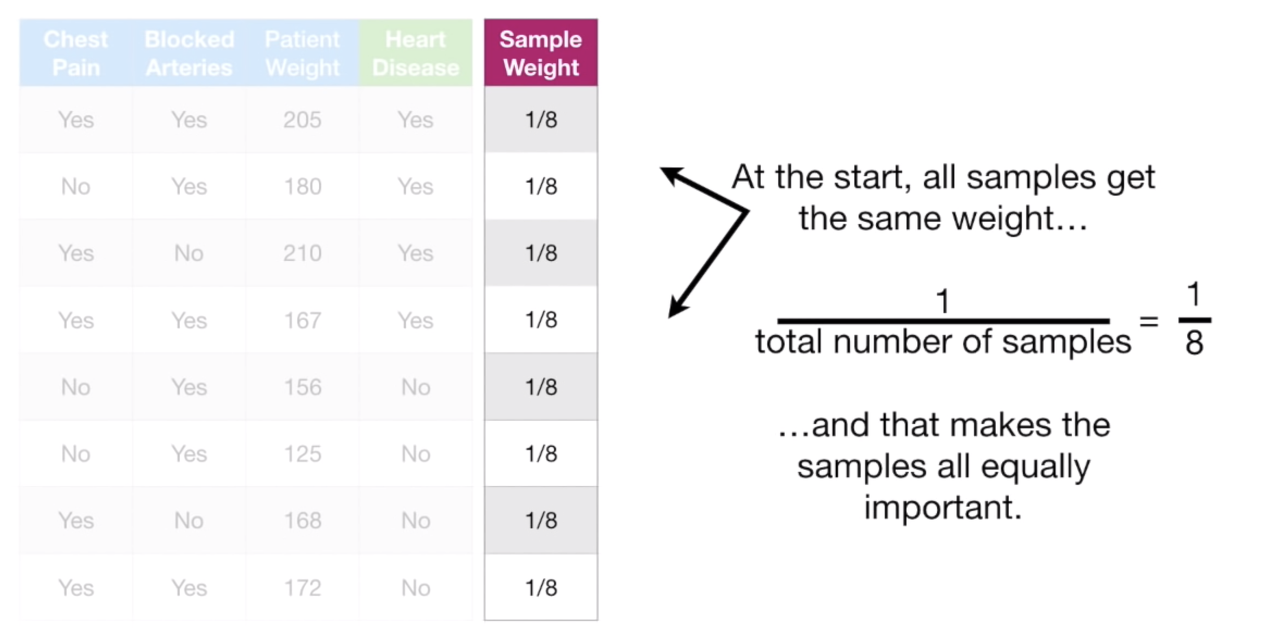 Chest Pain Blocked Arteries Patient Weight Heart Disease Sample Weight
Yes Yes 205 Yes 1/8
No Yes 180 Yes 1/8
Yes No 210 Yes 1/8
Yes Yes 167 Yes 1/8
No Yes 156 No 1/8
No Yes 125 No 1/8
Yes No 168 No 1/8
Yes Yes 172 No 1/8
At the start, all samples get
the same weight…
1
total number of samples
=
1
8
…and that makes the
samples all equally
important.